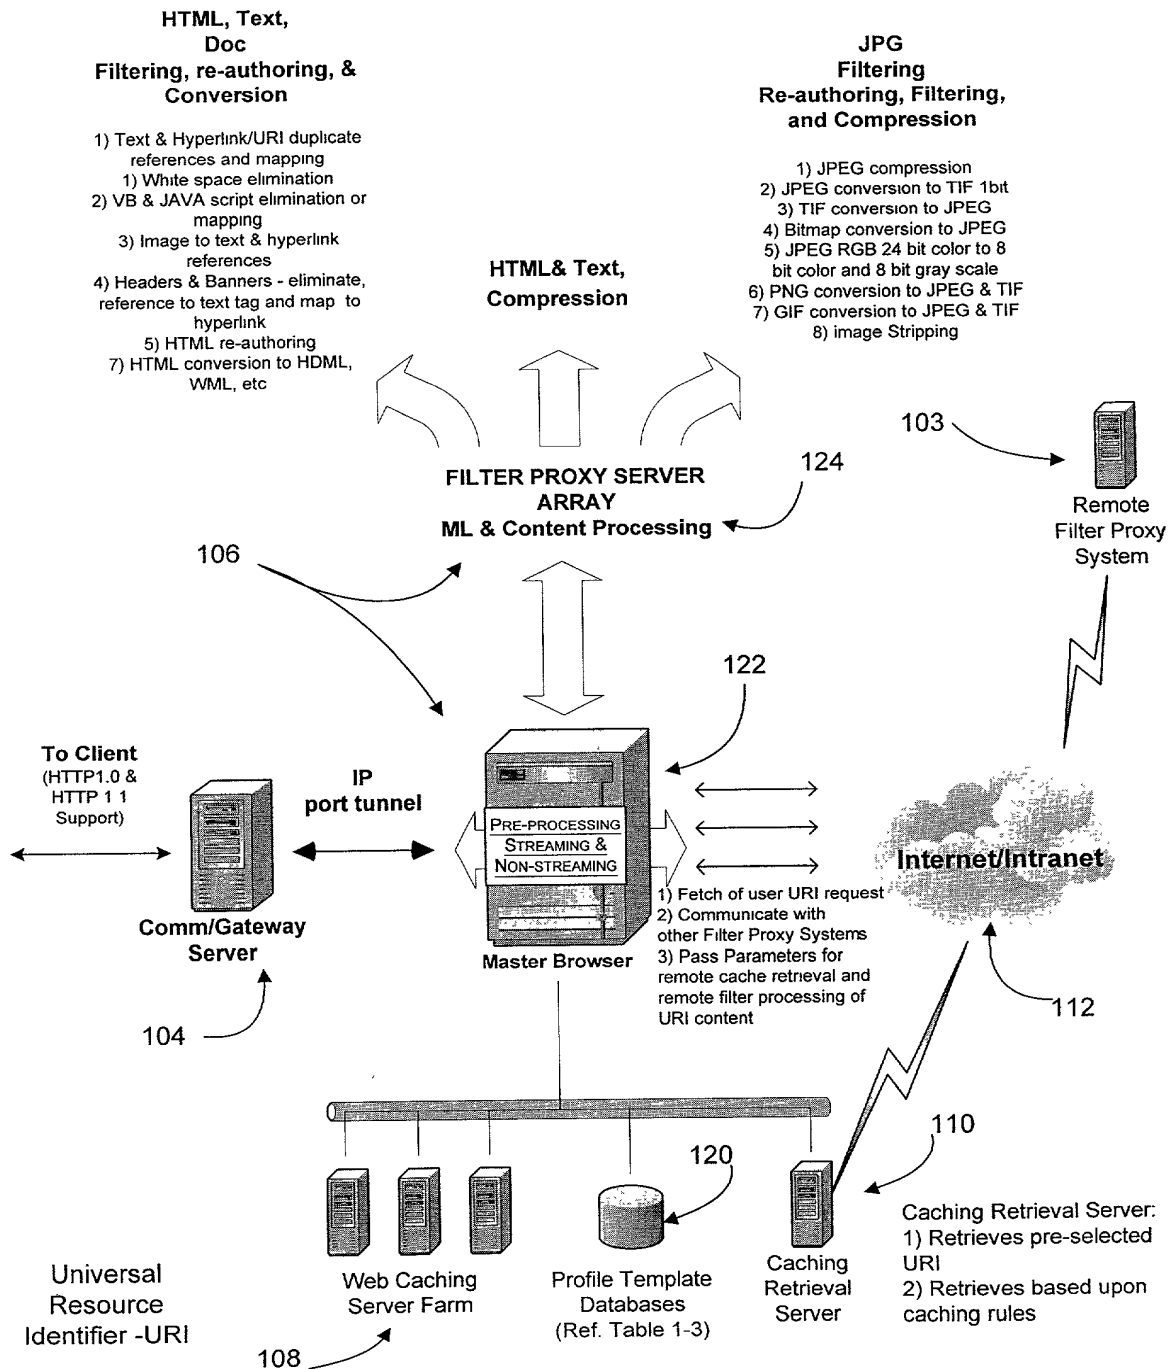 HTML, Text,
Doc
Filtering, re-authoring, &
Conversion
1) Text & Hyperlink/URI duplicate
references and mapping
1) White space elimination
2) VB & JAVA script elimination or
mapping
3) Image to text & hyperlink
references
4) Headers & Banners - eliminate,
reference to text tag and map to
hyperlink
5) HTML re-authoring
7) HTML conversion to HDML,
WML, etc
HTML& Text,
Compression
JPG
Filtering
Re-authoring, Filtering,
and Compression
1) JPEG compression
2) JPEG conversion to TIF 1bit
3) TIF conversion to JPEG
4) Bitmap conversion to JPEG
5) JPEG RGB 24 bit color to 8
bit color and 8 bit gray scale
6) PNG conversion to JPEG & TIF
7) GIF conversion to JPEG & TIF
8) image Stripping
103
Remote
Filter Proxy
System
FILTER PROXY SERVER
ARRAY
ML & Content Processing
124
106
122
To Client
(HTTP1.0 &
HTTP 1 1
Support)
IP
port tunnel
PRE-PROCESSING
STREAMING &
NON-STREAMING
Internet/Intranet
Comm/Gateway
Server
Master Browser
1) Fetch of user URI request
2) Communicate with
other Filter Proxy Systems
3) Pass Parameters for
remote cache retrieval and
remote filter processing of
URI content
104
112
110
120
Web Caching
Server Farm
Profile Template
Databases
(Ref. Table 1-3)
Caching
Retrieval
Server
Caching Retrieval Server:
1) Retrieves pre-selected
URI
2) Retrieves based upon
caching rules
Universal
Resource
Identifier -URI
108